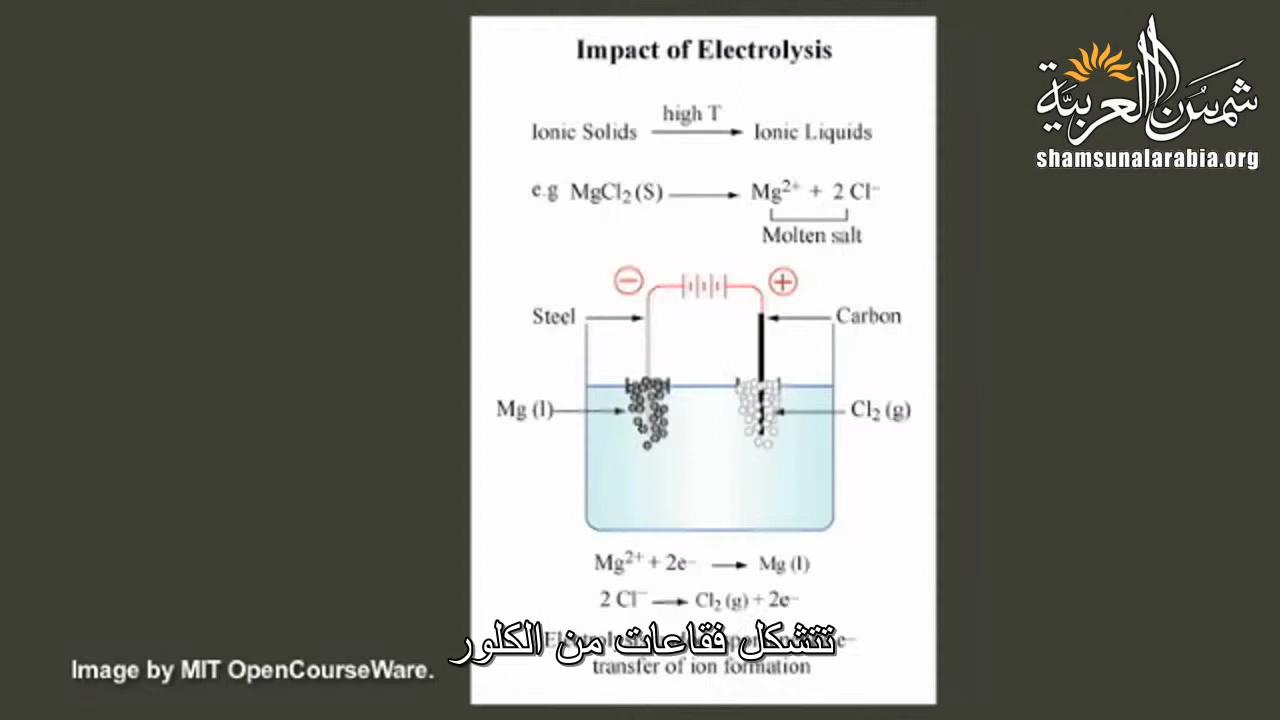 Impact of Electrolysis
high T
Ionic Solids Ionic Liquids
e.g MgCl₂ (S) Mg²⁺ + 2 Cl⁻
Molten salt
− +
Steel Carbon
Mg (l) Cl₂ (g)
Mg²⁺ + 2e⁻ Mg (l)
2 Cl⁻ Cl₂ (g) + 2e⁻
transfer of ion formation
تتشكل فقاعات من الكلور
Image by MIT OpenCourseWare.
شمس العربية
shamsunalarabia.org